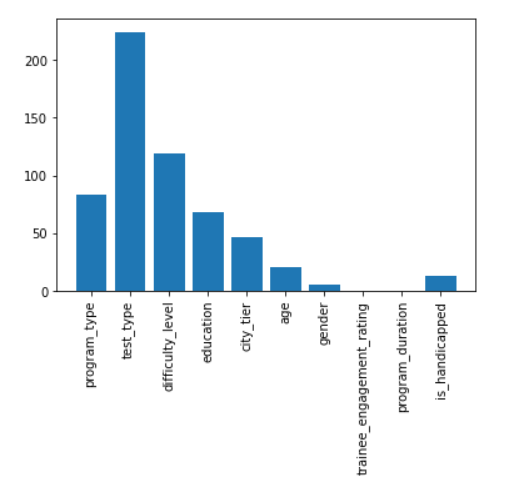 200
150
100
50
0
program_type
test_type
difficulty_level
education
city_tier
age
gender
trainee_engagement_rating
program_duration
is_handicapped